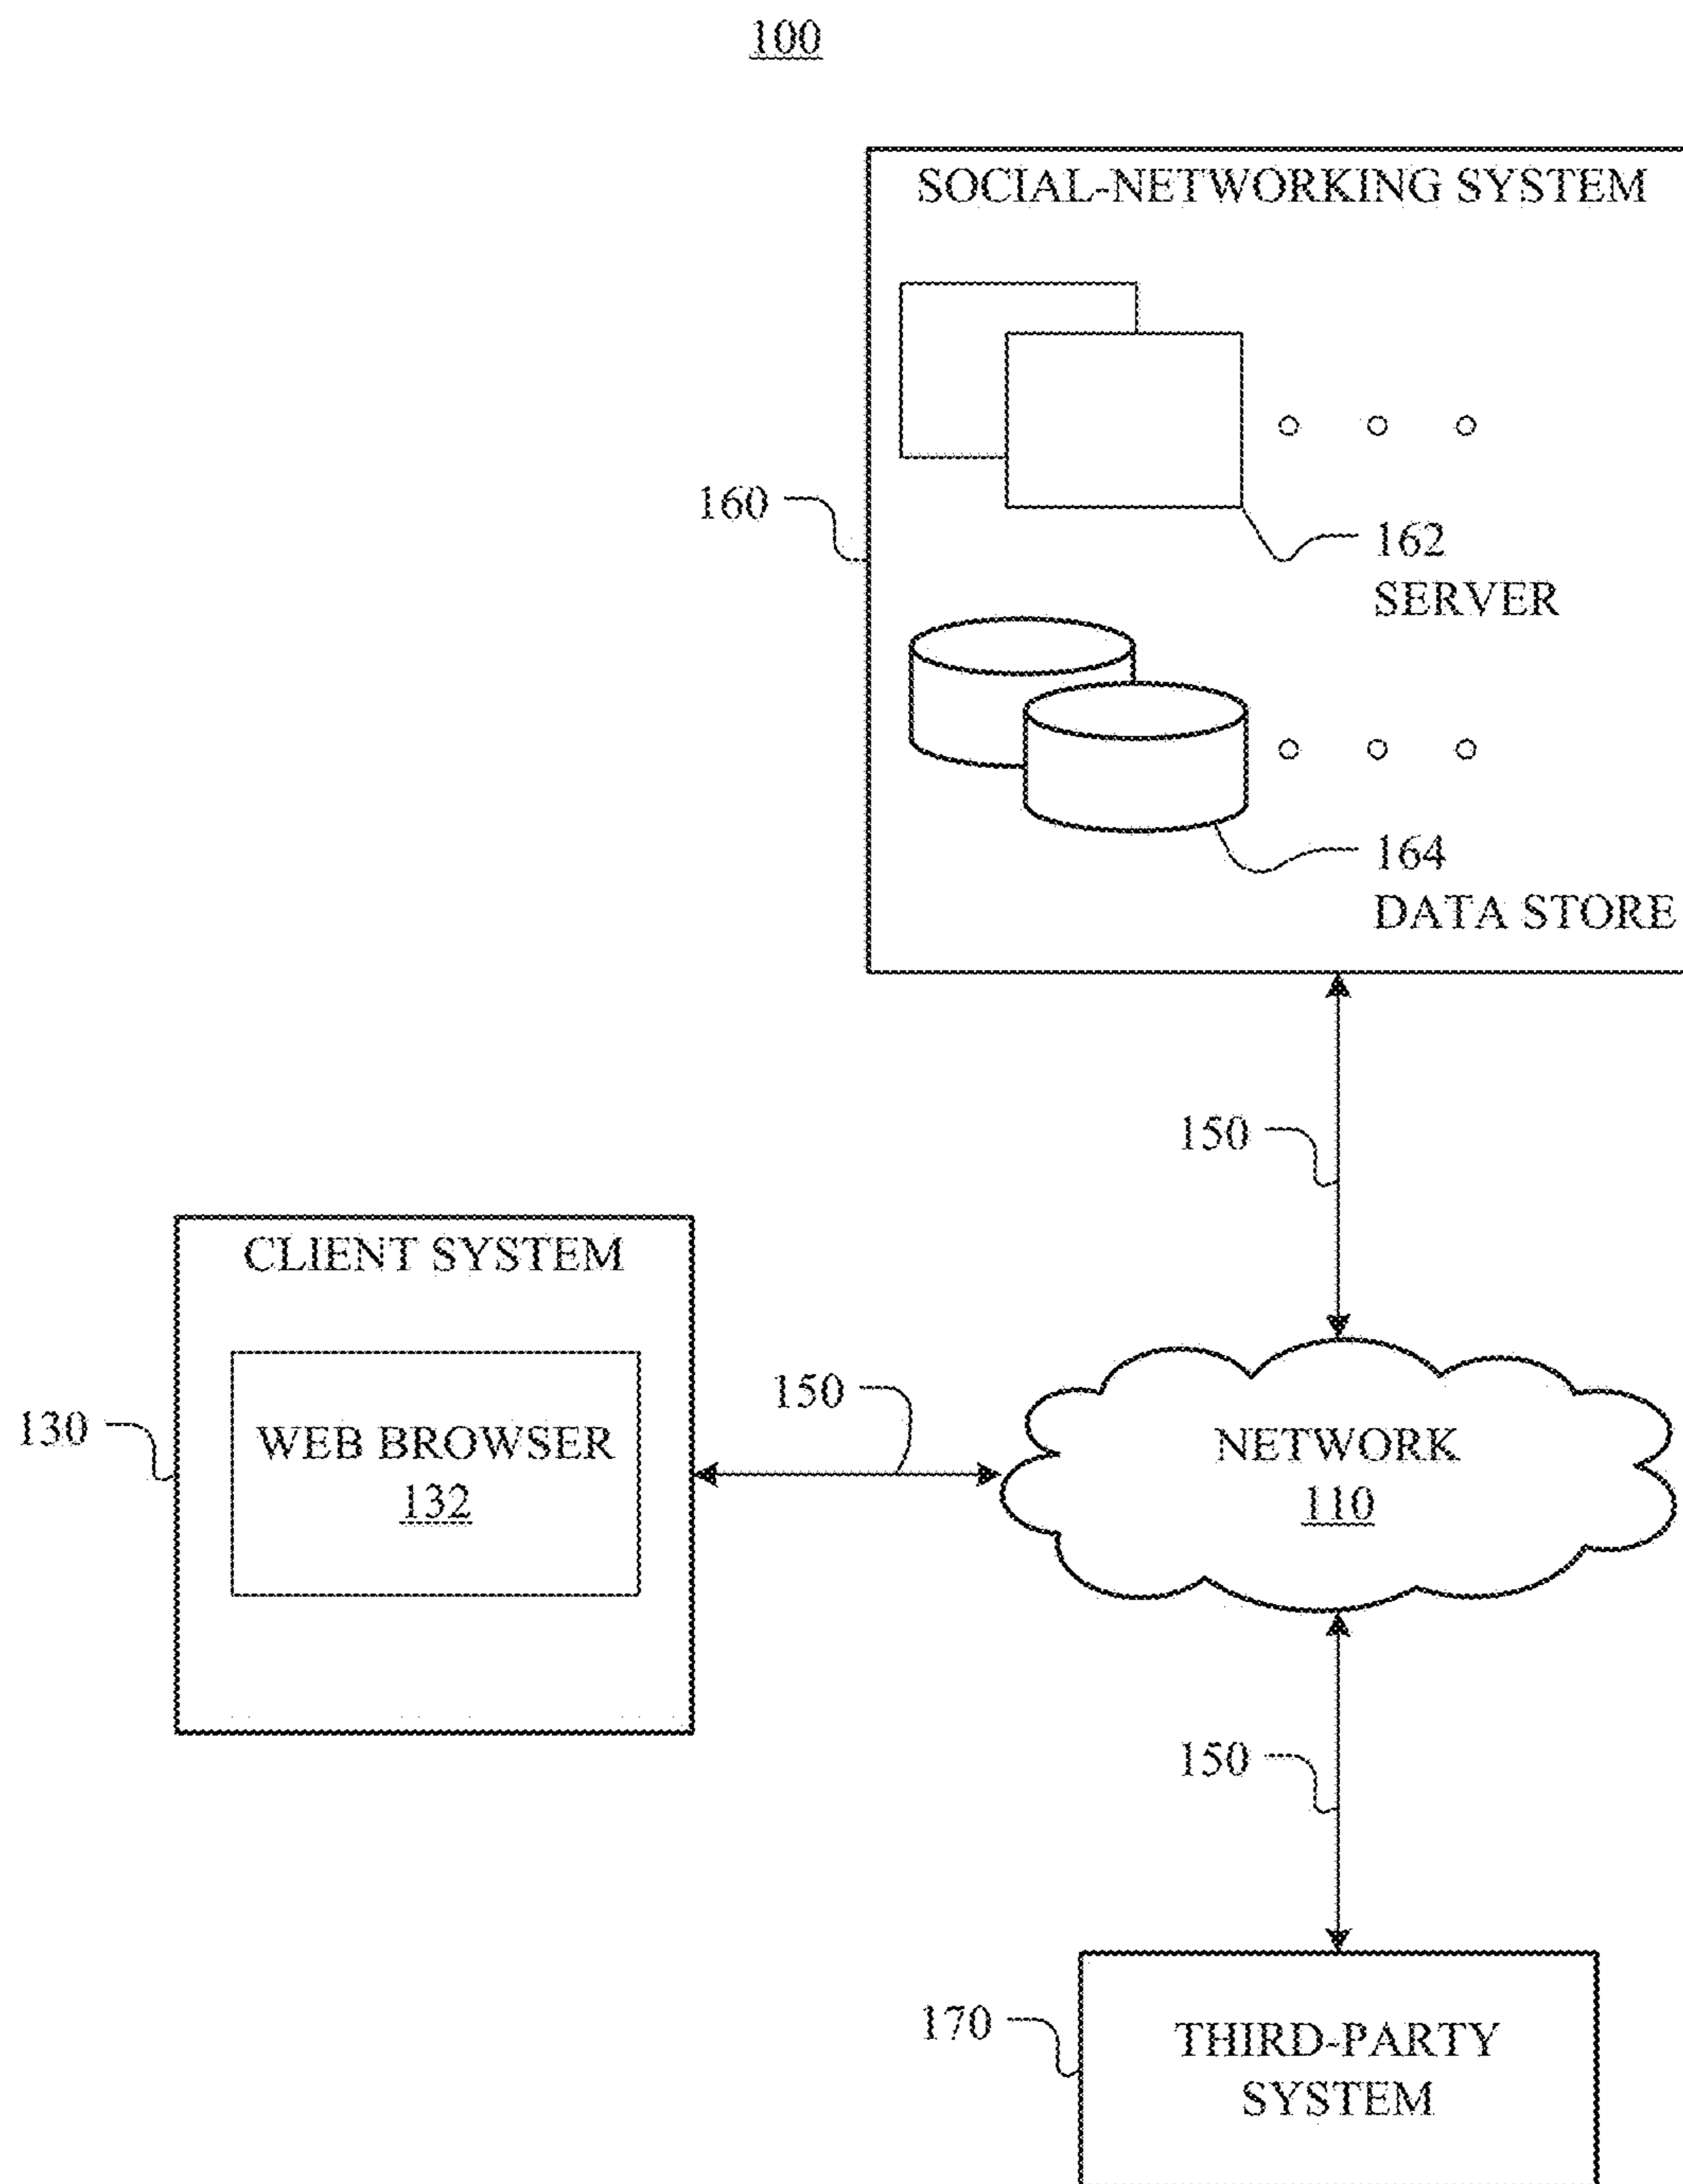 100
SOCIAL-NETWORKING SYSTEM
160
162
SERVER
164
DATA STORE
150
CLIENT SYSTEM
130
WEB BROWSER
132
150
NETWORK
110
150
170
THIRD-PARTY
SYSTEM